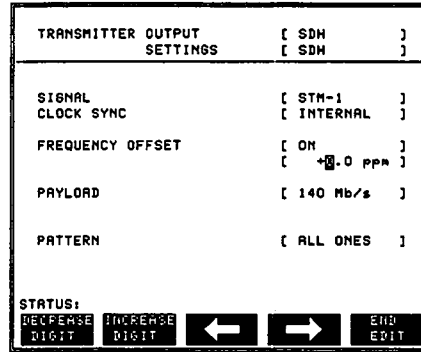 TRANSMITTER OUTPUT [ SDH ]
SETTINGS [ SDH ]
SIGNAL [ STM-1 ]
CLOCK SYNC [ INTERNAL ]
FREQUENCY OFFSET [ ON ]
[ +0.0 ppm ]
PAYLOAD [ 140 Mb/s ]
PATTERN [ ALL ONES ]
STATUS:
DECREASE DIGIT INCREASE DIGIT END EDIT